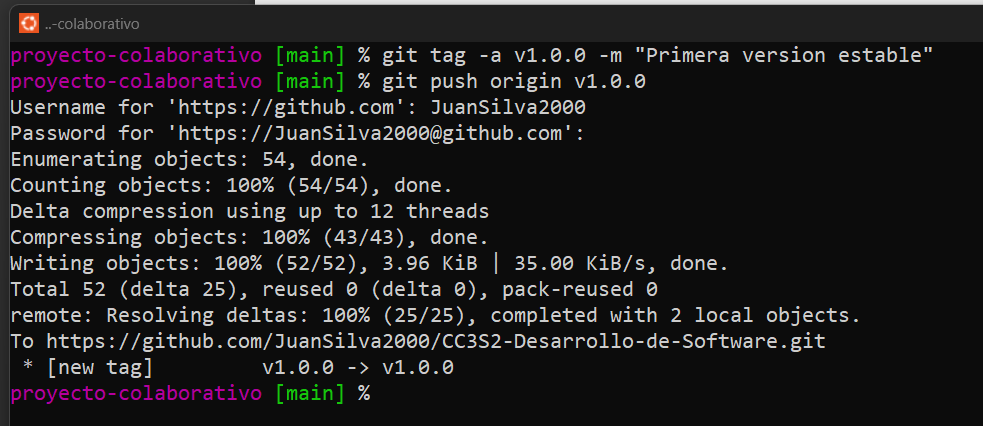 ..-colaborativo
proyecto-colaborativo [main] % git tag -a v1.0.0 -m "Primera version estable"
proyecto-colaborativo [main] % git push origin v1.0.0
Username for 'https://github.com': JuanSilva2000
Password for 'https://JuanSilva2000@github.com':
Enumerating objects: 54, done.
Counting objects: 100% (54/54), done.
Delta compression using up to 12 threads
Compressing objects: 100% (43/43), done.
Writing objects: 100% (52/52), 3.96 KiB | 35.00 KiB/s, done.
Total 52 (delta 25), reused 0 (delta 0), pack-reused 0
remote: Resolving deltas: 100% (25/25), completed with 2 local objects.
To https://github.com/JuanSilva2000/CC3S2-Desarrollo-de-Software.git
 * [new tag]         v1.0.0 -> v1.0.0
proyecto-colaborativo [main] %